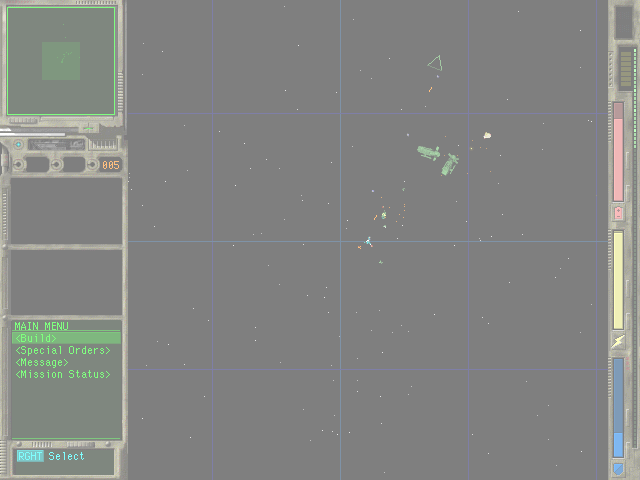 005
MAIN MENU
<Build>
<Special Orders>
<Message>
<Mission Status>
RGHT Select